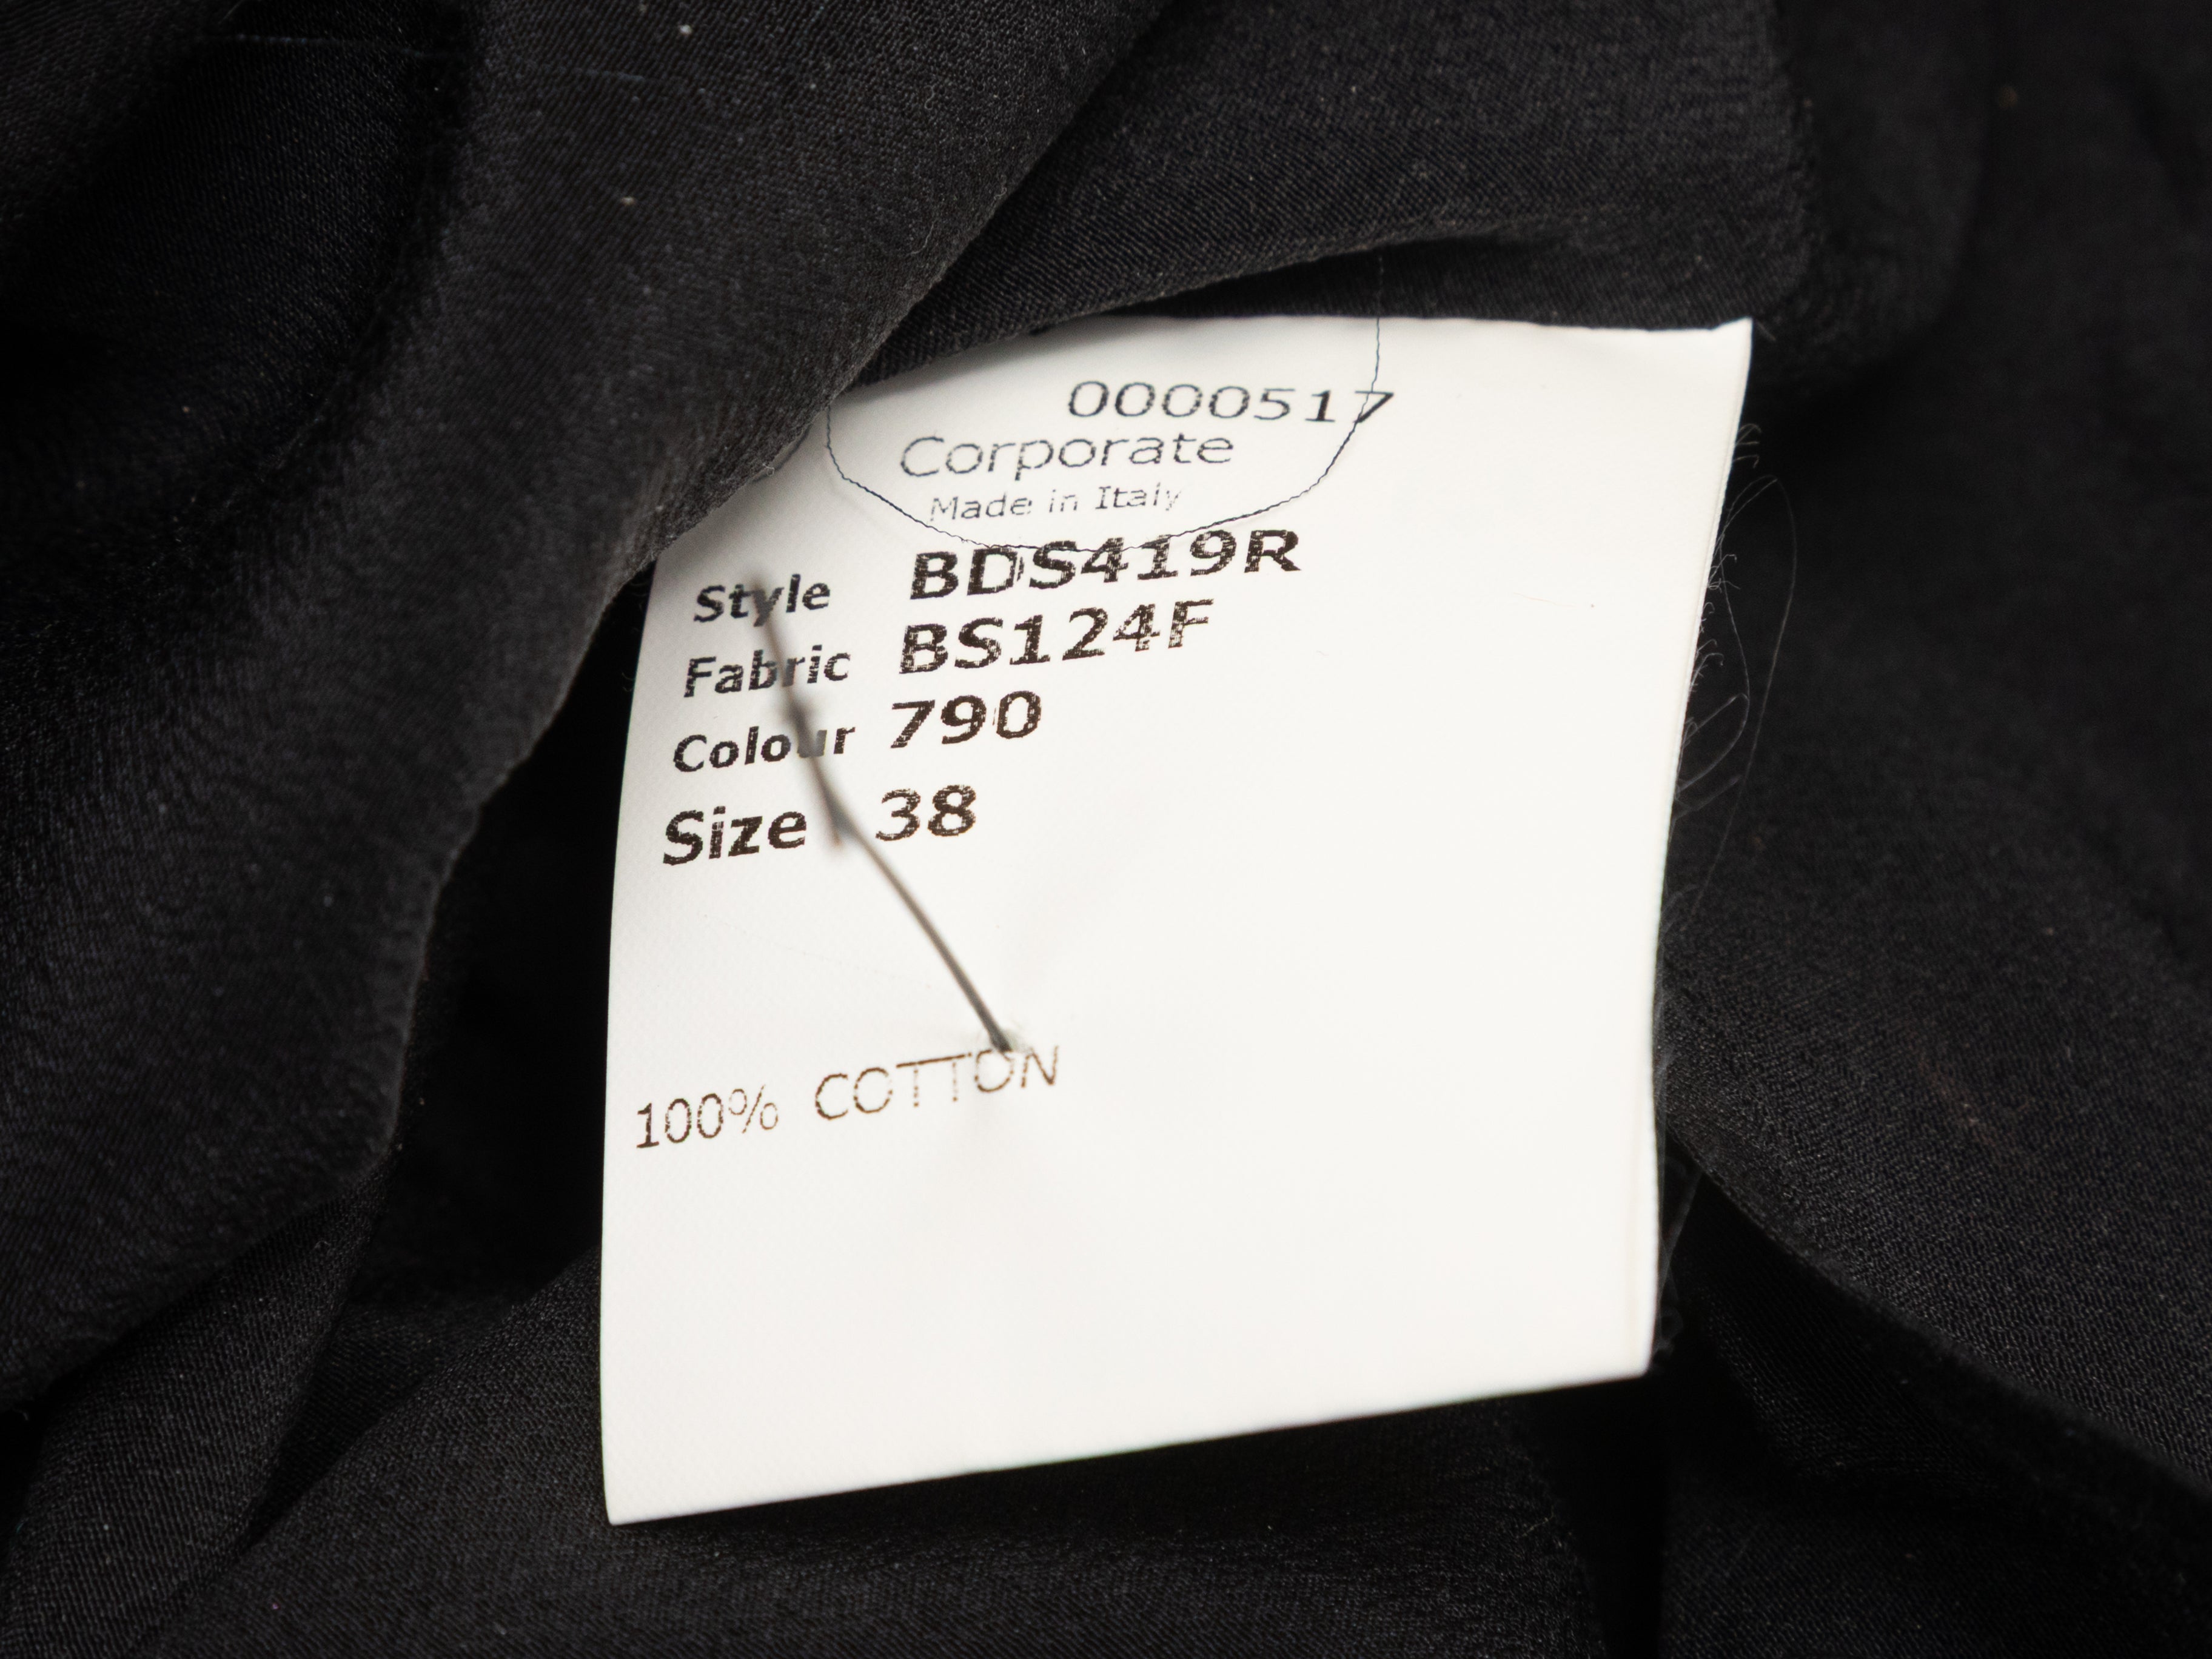 0000517
Corporate
Made in Italy
Style BDS419R
Fabric BS124F
Colour 790
Size 38
100% COTTON